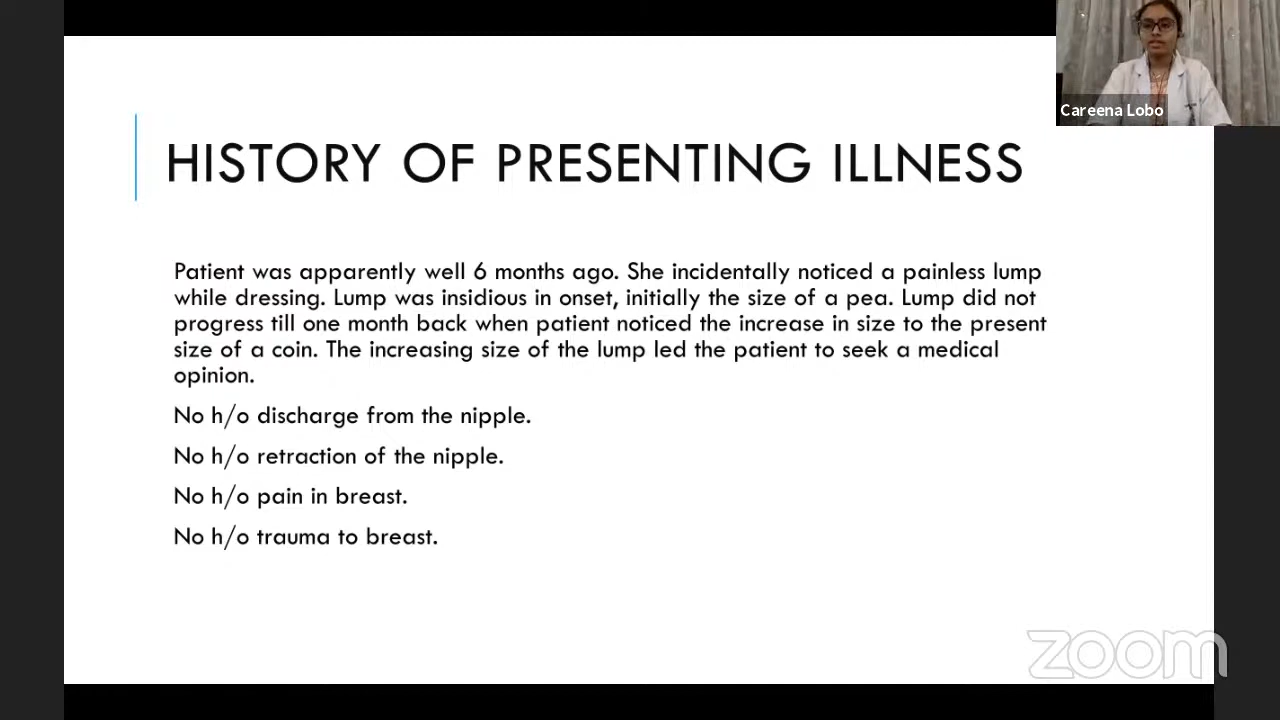 Careena Lobo
HISTORY OF PRESENTING ILLNESS
Patient was apparently well 6 months ago. She incidentally noticed a painless lump
while dressing. Lump was insidious in onset, initially the size of a pea. Lump did not
progress till one month back when patient noticed the increase in size to the present
size of a coin. The increasing size of the lump led the patient to seek a medical
opinion.
No h/o discharge from the nipple.
No h/o retraction of the nipple.
No h/o pain in breast.
No h/o trauma to breast.
zoom